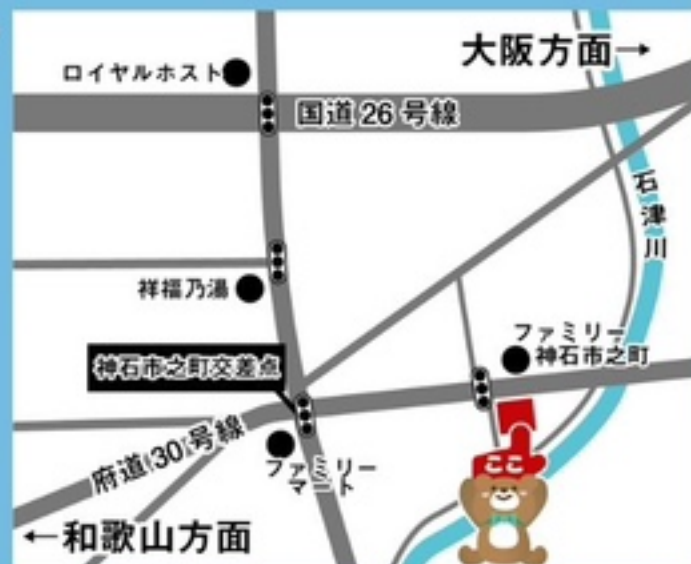 大阪方面→
ロイヤルホスト
国道26号線
石津川
祥福乃湯
ファミリー
神石市之町
神石市之町交差点
府道30号線
ファミリー
マート
ここ
←和歌山方面